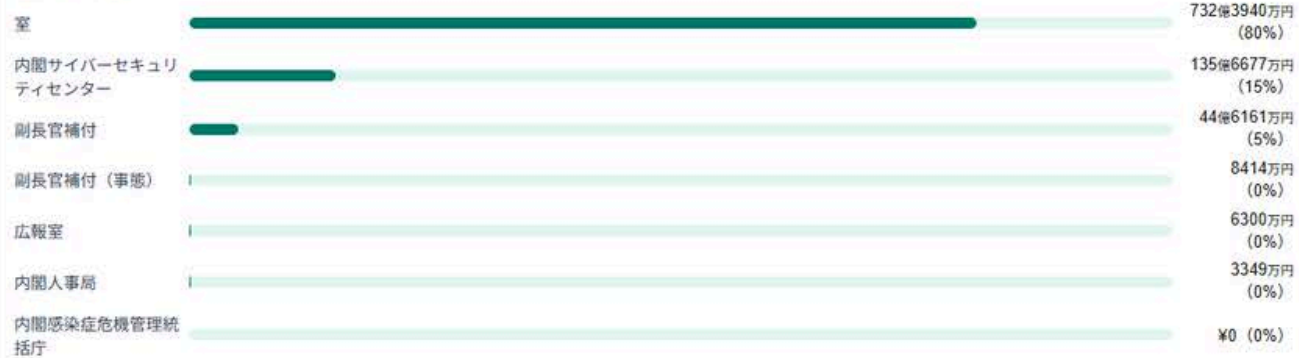 室
732億3940万円
(80%)
内閣サイバーセキュリ
ティセンター
135億6677万円
(15%)
副長官補付
44億6161万円
(5%)
副長官補付（事態）
8414万円
(0%)
広報室
6300万円
(0%)
内閣人事局
3349万円
(0%)
内閣感染症危機管理統
括庁
¥0 (0%)